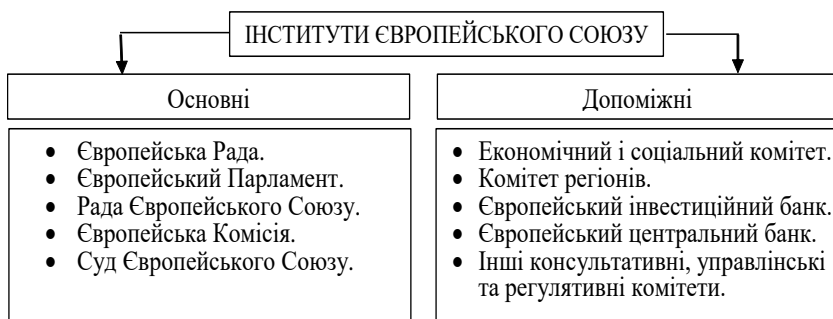 ІНСТИТУТИ ЄВРОПЕЙСЬКОГО СОЮЗУ
Основні
• Європейська Рада.
• Європейський Парламент.
• Рада Європейського Союзу.
• Європейська Комісія.
• Суд Європейського Союзу.
Допоміжні
• Економічний і соціальний комітет.
• Комітет регіонів.
• Європейський інвестиційний банк.
• Європейський центральний банк.
• Інші консультативні, управлінські
та регулятивні комітети.